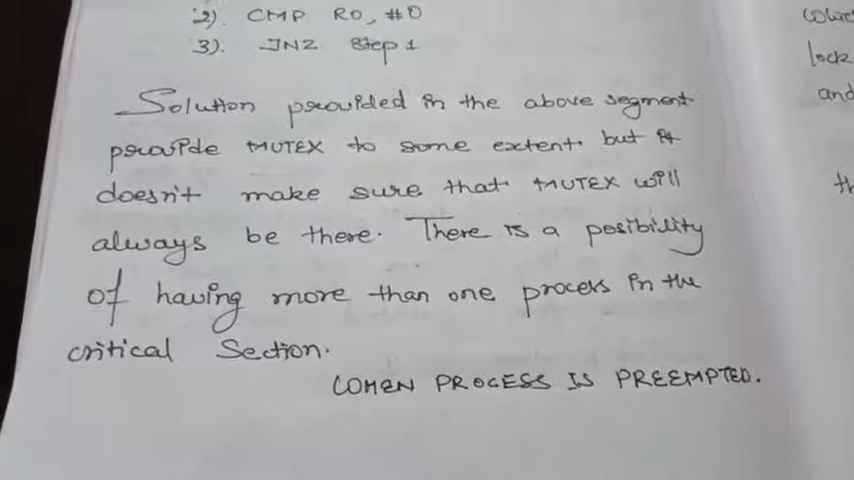 2). CMP R0, #0
3). JNZ Step 1
Solution provided in the above segment
provide MUTEX to some extent but it
doesn't make sure that MUTEX will
always be there. There is a posibility
of having more than one process in the
critical Section.
WHEN PROCESS IS PREEMPTED.
lock
and